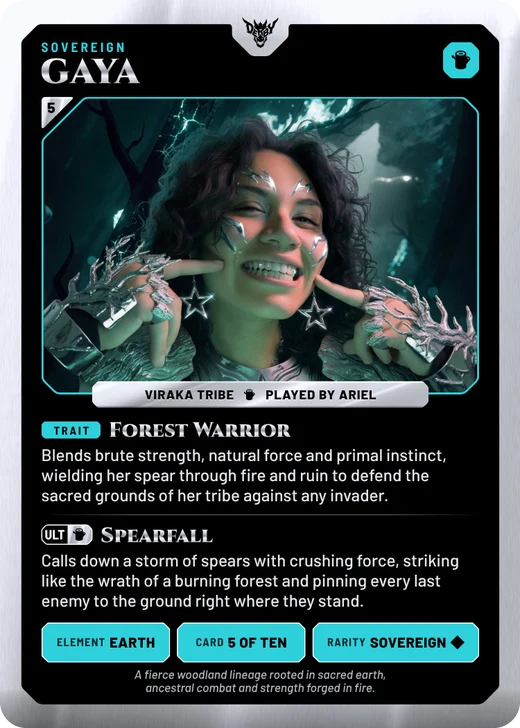 DEMGY
SOVEREIGN
GAYA
5
VIRAKA TRIBE PLAYED BY ARIEL
TRAIT FOREST WARRIOR
Blends brute strength, natural force and primal instinct,
wielding her spear through fire and ruin to defend the
sacred grounds of her tribe against any invader.
ULT SPEARFALL
Calls down a storm of spears with crushing force, striking
like the wrath of a burning forest and pinning every last
enemy to the ground right where they stand.
ELEMENT EARTH CARD 5 OF TEN RARITY SOVEREIGN
A fierce woodland lineage rooted in sacred earth,
ancestral combat and strength forged in fire.